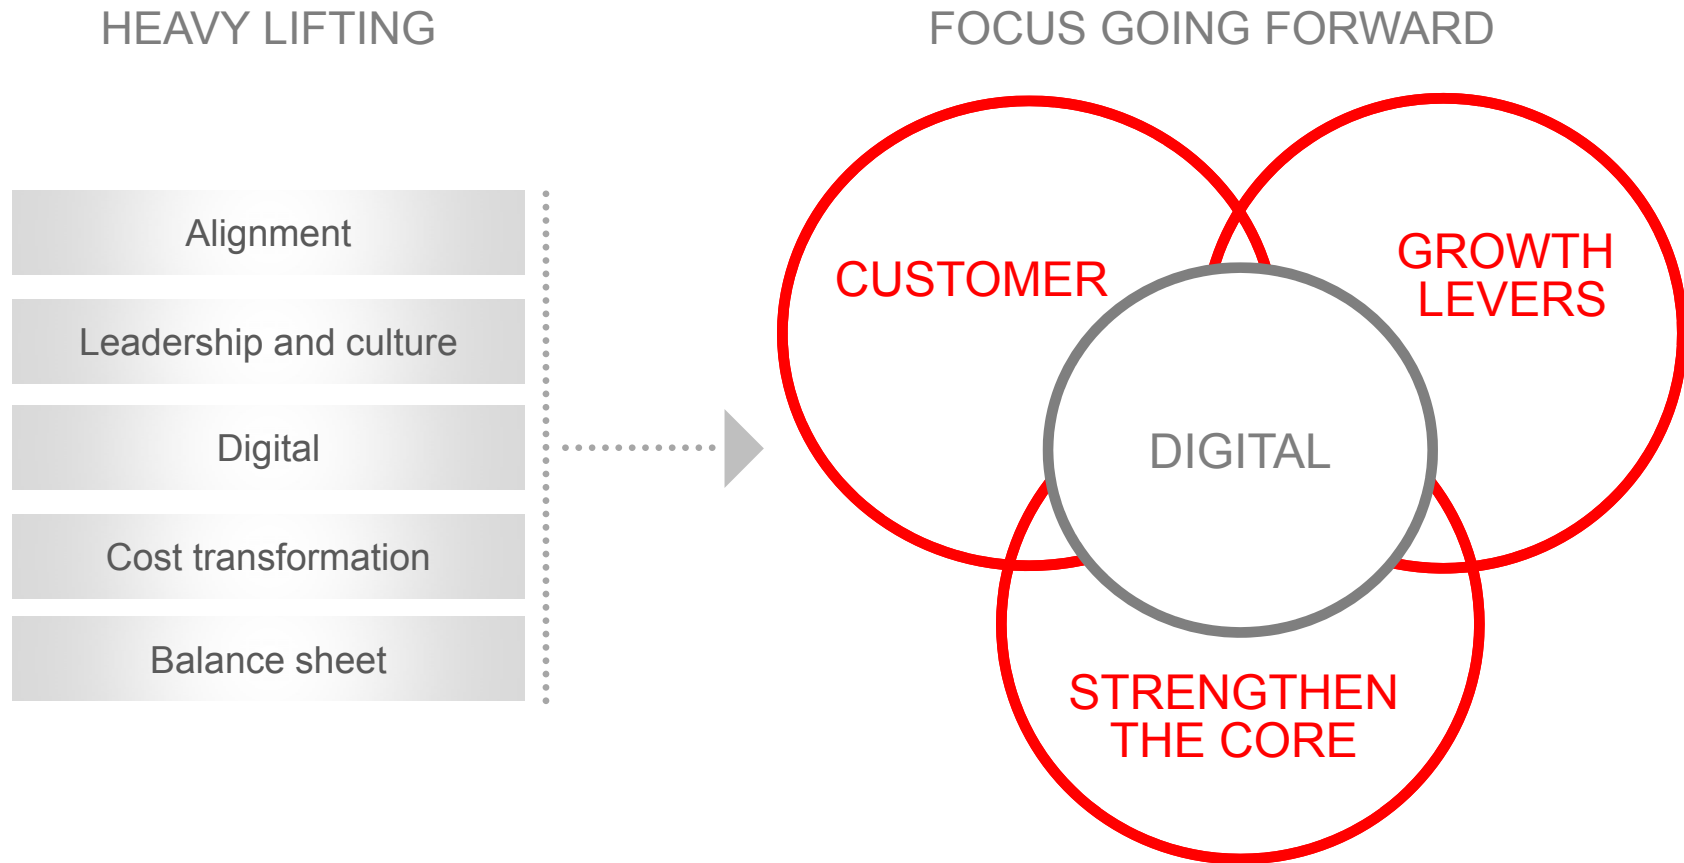 HEAVY LIFTING
Alignment
Leadership and culture
Digital
Cost transformation
Balance sheet
FOCUS GOING FORWARD
CUSTOMER
GROWTH
LEVERS
DIGITAL
STRENGTHEN
THE CORE